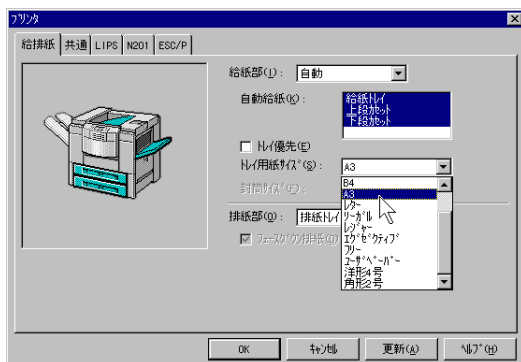 プリンタ
給排紙 共通 LIPS N201 ESC/P
給紙部(I): 自動
自動給紙(K): 給紙トレイ
上段カセット
下段カセット
トレイ優先(E)
トレイ用紙サイズ(S): A3
封筒サイズ(F):
B4
A3
レター
リーガル
レジャー
エグゼクティブ
フリー
ユーザペーパー
洋形4号
角形2号
排紙部(O): 排紙トレイ
フェースダウン排紙(Q)
OK キャンセル 更新(A) ヘルプ(H)